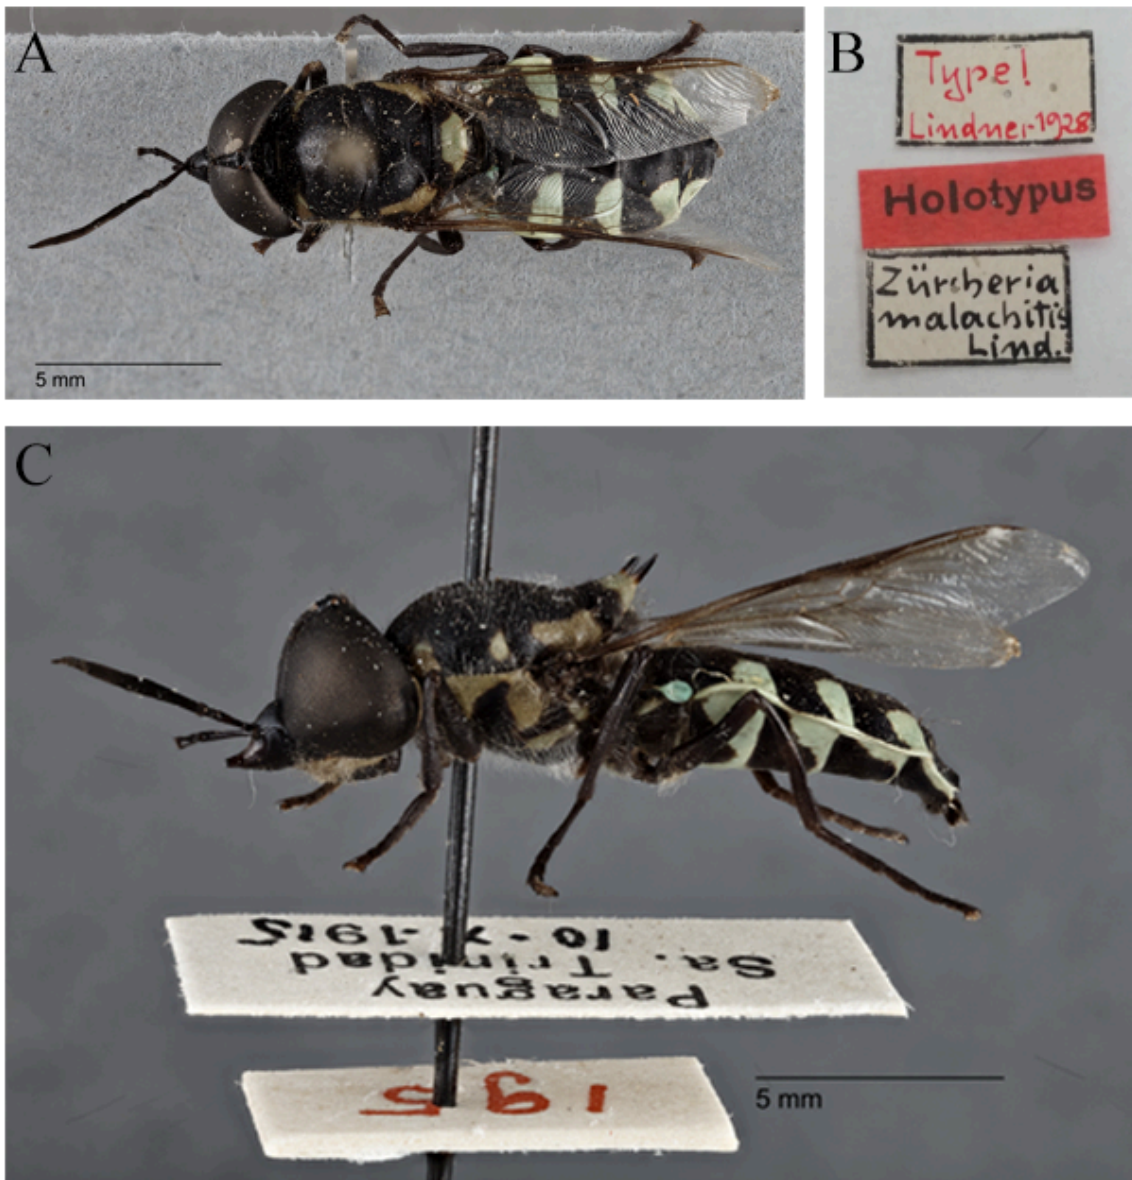 A
5 mm
B
Type!
Lindner 1928
Holotypus
Zürcheria
malachitis
Lind.
C
Paraguay
Sa. Trinidad
10-X-1915
195
5 mm